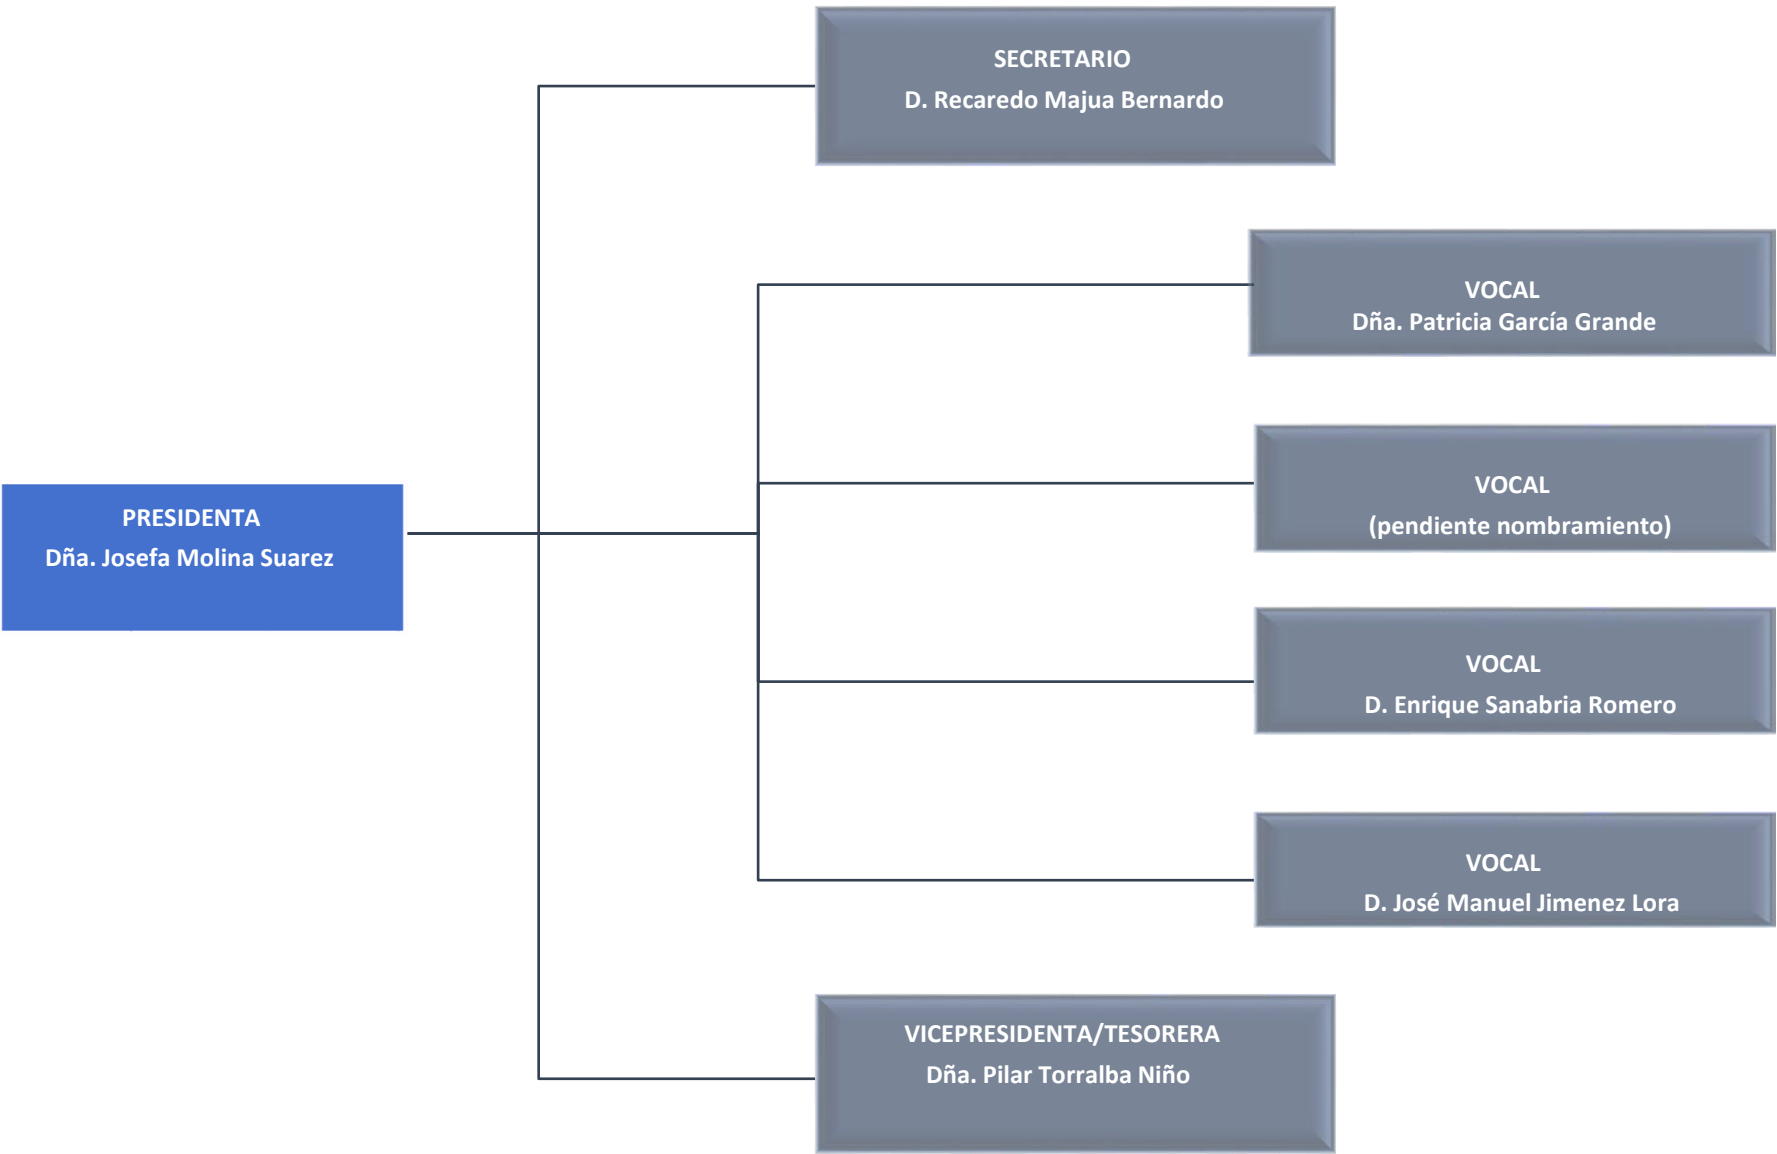 SECRETARIO
D. Recaredo Majua Bernardo
VOCAL
Dña. Patricia García Grande
VOCAL
(pendiente nombramiento)
PRESIDENTA
Dña. Josefa Molina Suarez
VOCAL
D. Enrique Sanabria Romero
VOCAL
D. José Manuel Jimenez Lora
VICEPRESIDENTA/TESORERA
Dña. Pilar Torralba Niño